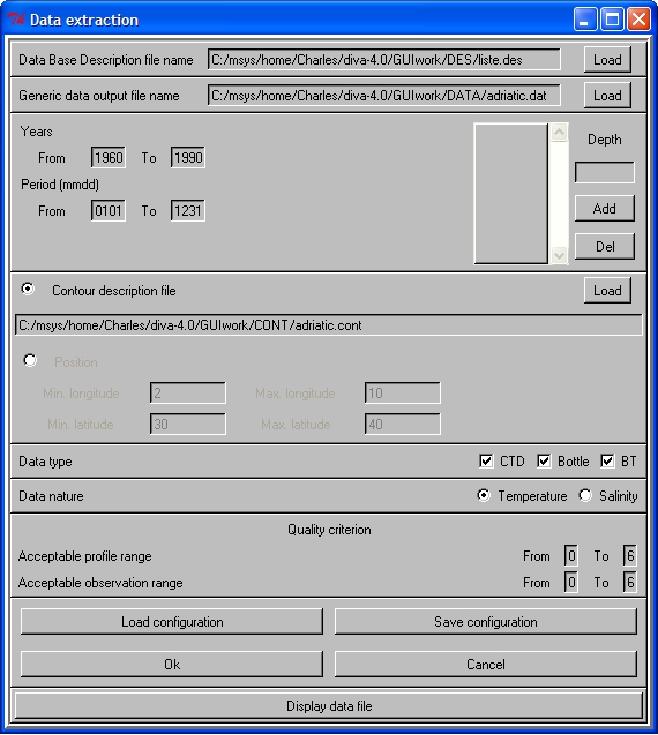 Data extraction
Data Base Description file name C:/msys/home/Charles/diva-4.0/GUIwork/DES/liste.des Load
Generic data output file name C:/msys/home/Charles/diva-4.0/GUIwork/DATA/adriatic.dat Load
Years
From 1960 To 1990
Depth
Period (mmdd)
From 0101 To 1231
Add
Del
Contour description file Load
C:/msys/home/Charles/diva-4.0/GUIwork/CONT/adriatic.cont
Position
Min. longitude 2 Max. longitude 10
Min. latitude 30 Max. latitude 40
Data type CTD Bottle BT
Data nature Temperature Salinity
Quality criterion
Acceptable profile range From 0 To 6
Acceptable observation range From 0 To 6
Load configuration Save configuration
Ok Cancel
Display data file